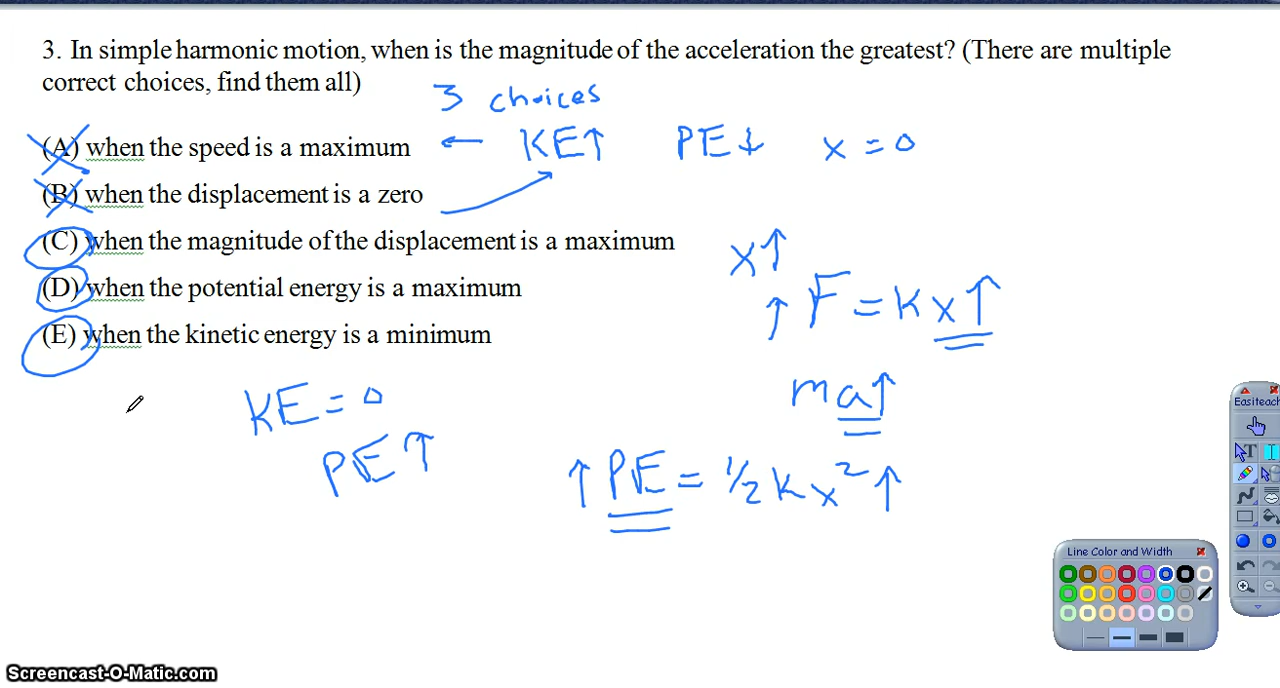 3. In simple harmonic motion, when is the magnitude of the acceleration the greatest? (There are multiple
correct choices, find them all)
3 choices
(A) when the speed is a maximum
← KE↑ PE↓ x = 0
(B) when the displacement is a zero
(C) when the magnitude of the displacement is a maximum
x↑
(D) when the potential energy is a maximum
↑ F = kx↑
(E) when the kinetic energy is a minimum
KE = 0
ma↑
PE↑
↑ PE = ½ k x² ↑
Easiteach
T
Line Color and Width
Screencast-O-Matic.com